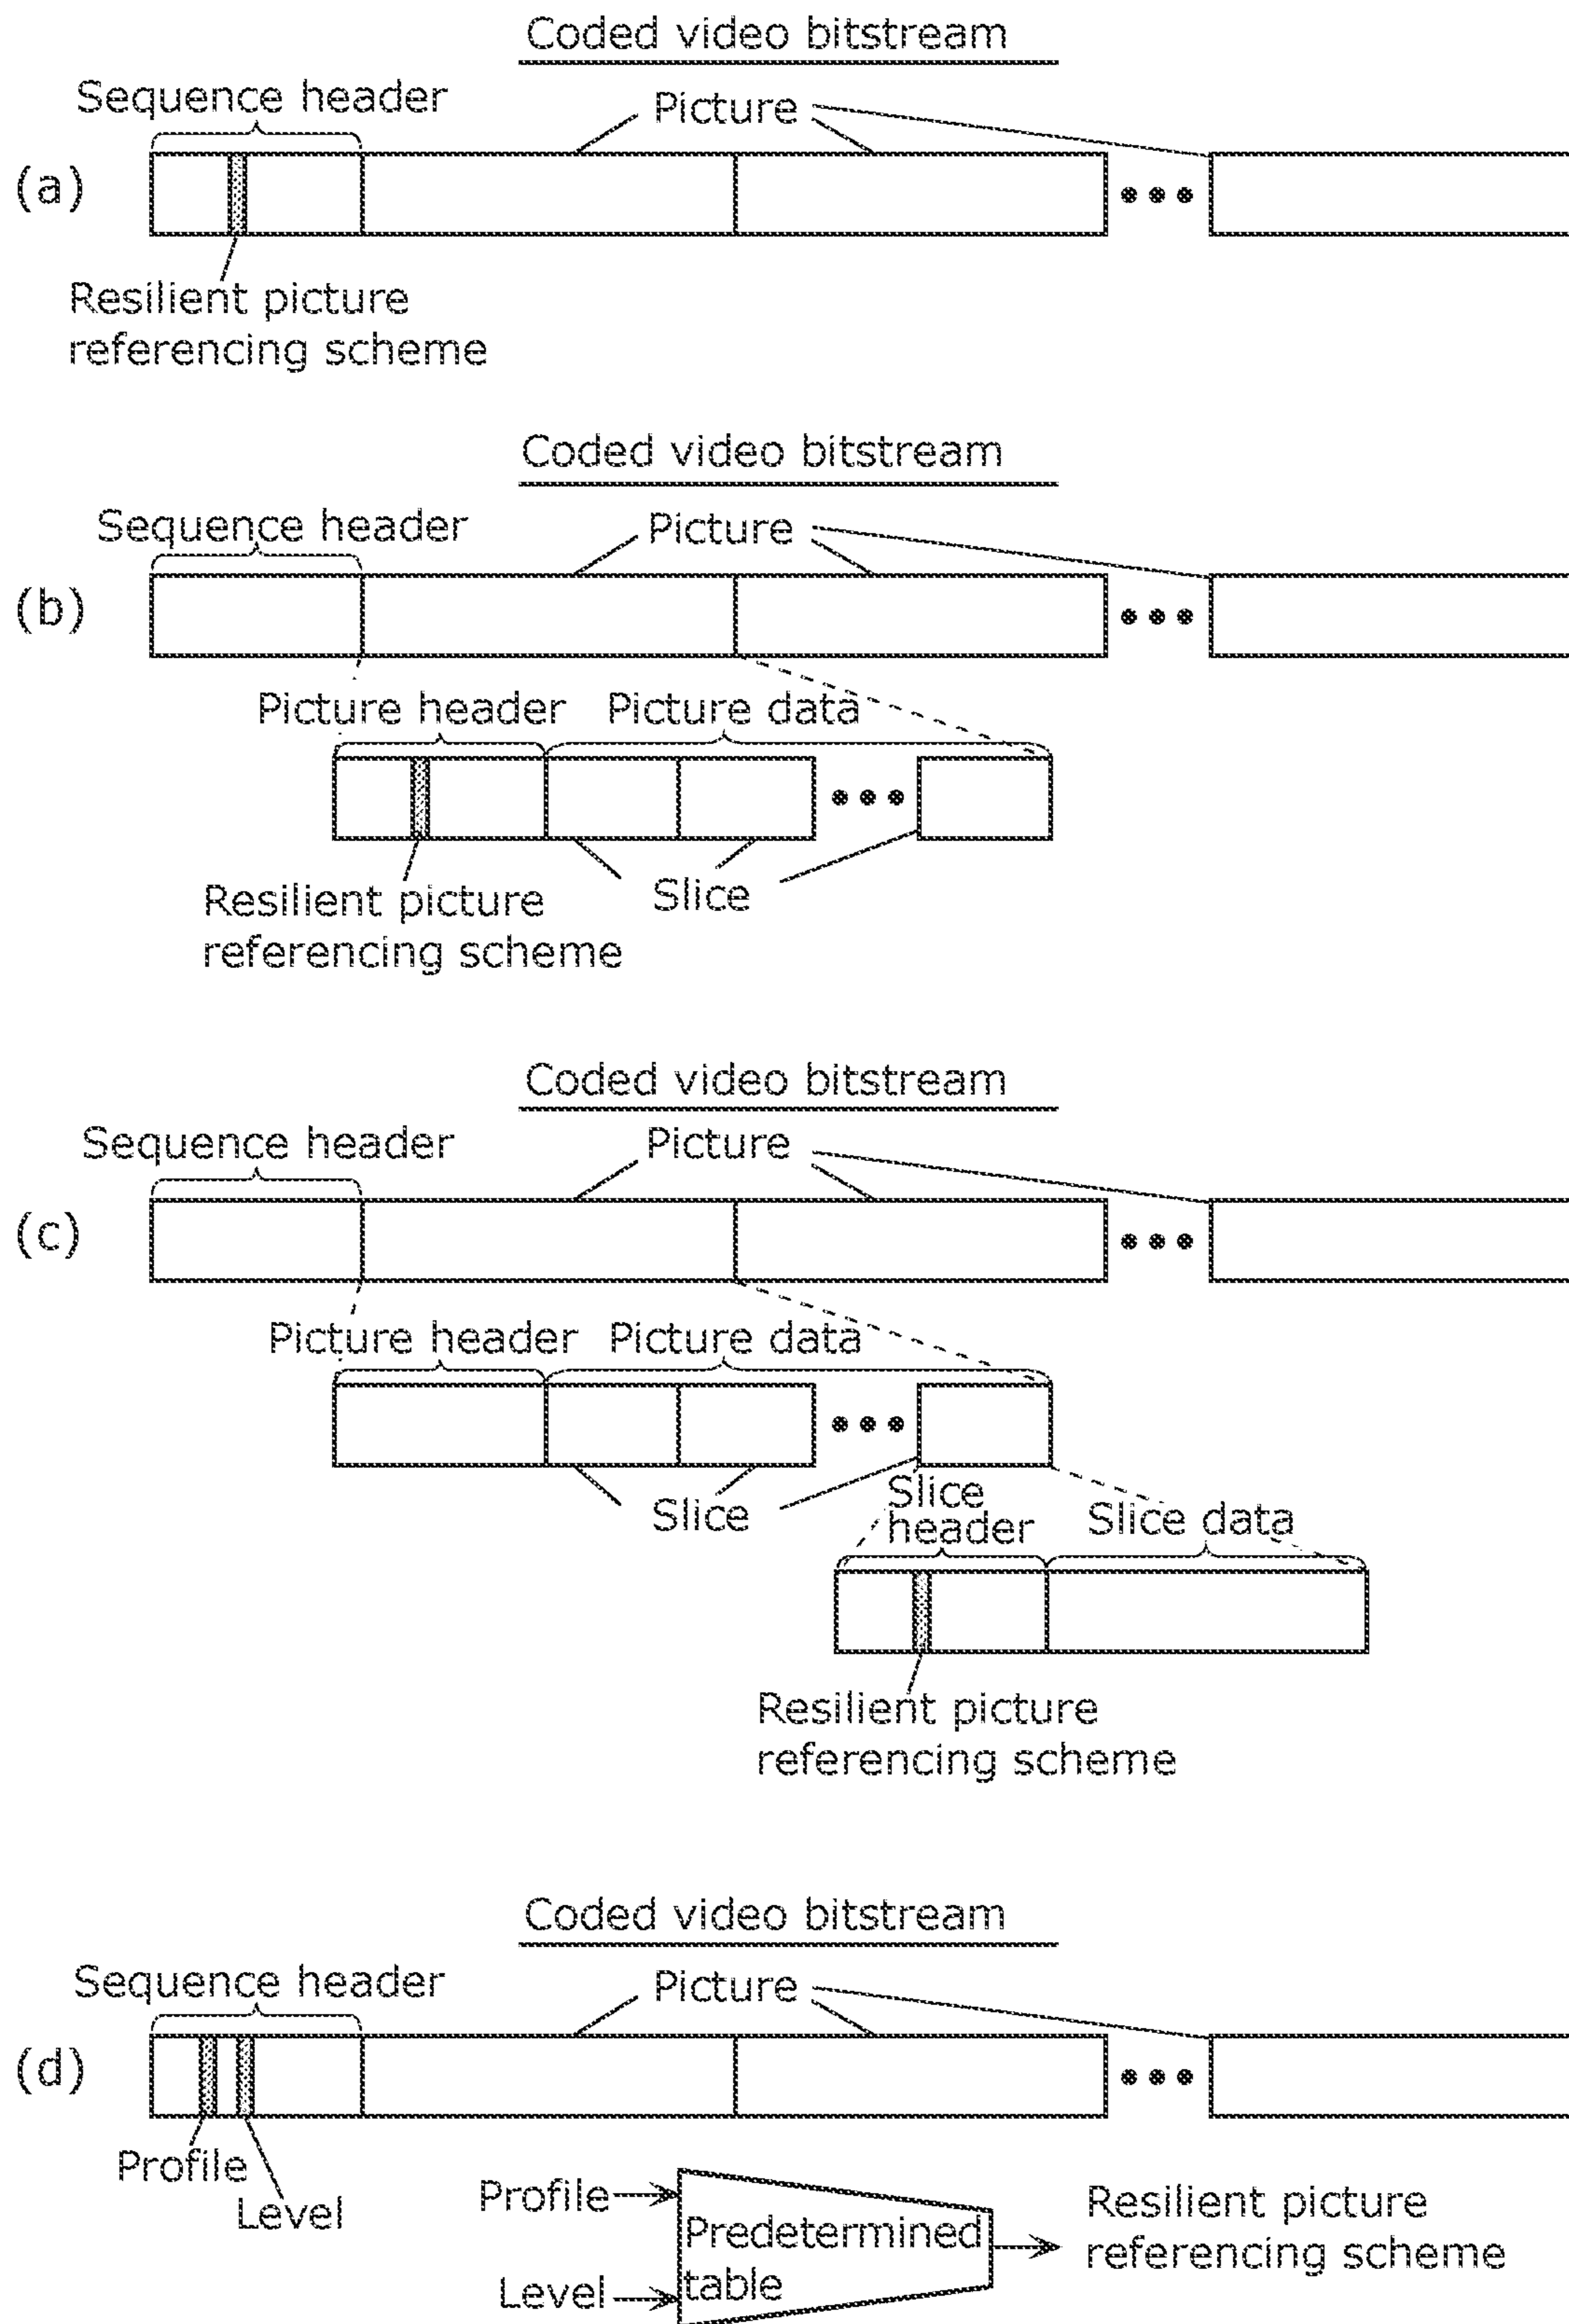 Coded video bitstream
Sequence header
Picture
(a)
Resilient picture
referencing scheme
Coded video bitstream
Sequence header
Picture
(b)
Picture header
Picture data
Slice
Resilient picture
referencing scheme
Coded video bitstream
Sequence header
Picture
(c)
Picture header
Picture data
Slice
Slice
header
Slice data
Resilient picture
referencing scheme
Coded video bitstream
Sequence header
Picture
(d)
Profile
Level
Profile
Level
Predetermined
table
Resilient picture
referencing scheme